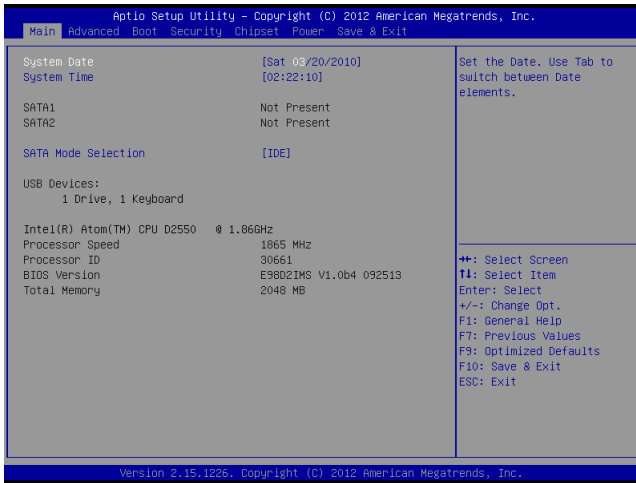 Aptio Setup Utility – Copyright (C) 2012 American Megatrends, Inc.
Main Advanced Boot Security Chipset Power Save & Exit
System Date [Sat 03/20/2010]
System Time [02:22:10]
SATA1 Not Present
SATA2 Not Present
SATA Mode Selection [IDE]
USB Devices:
1 Drive, 1 Keyboard
Intel(R) Atom(TM) CPU D2550 @ 1.86GHz
Processor Speed 1865 MHz
Processor ID 30661
BIOS Version E98D2IMS V1.0b4 092513
Total Memory 2048 MB
Set the Date. Use Tab to
switch between Date
elements.
→←: Select Screen
↑↓: Select Item
Enter: Select
+/-: Change Opt.
F1: General Help
F7: Previous Values
F9: Optimized Defaults
F10: Save & Exit
ESC: Exit
Version 2.15.1226. Copyright (C) 2012 American Megatrends, Inc.